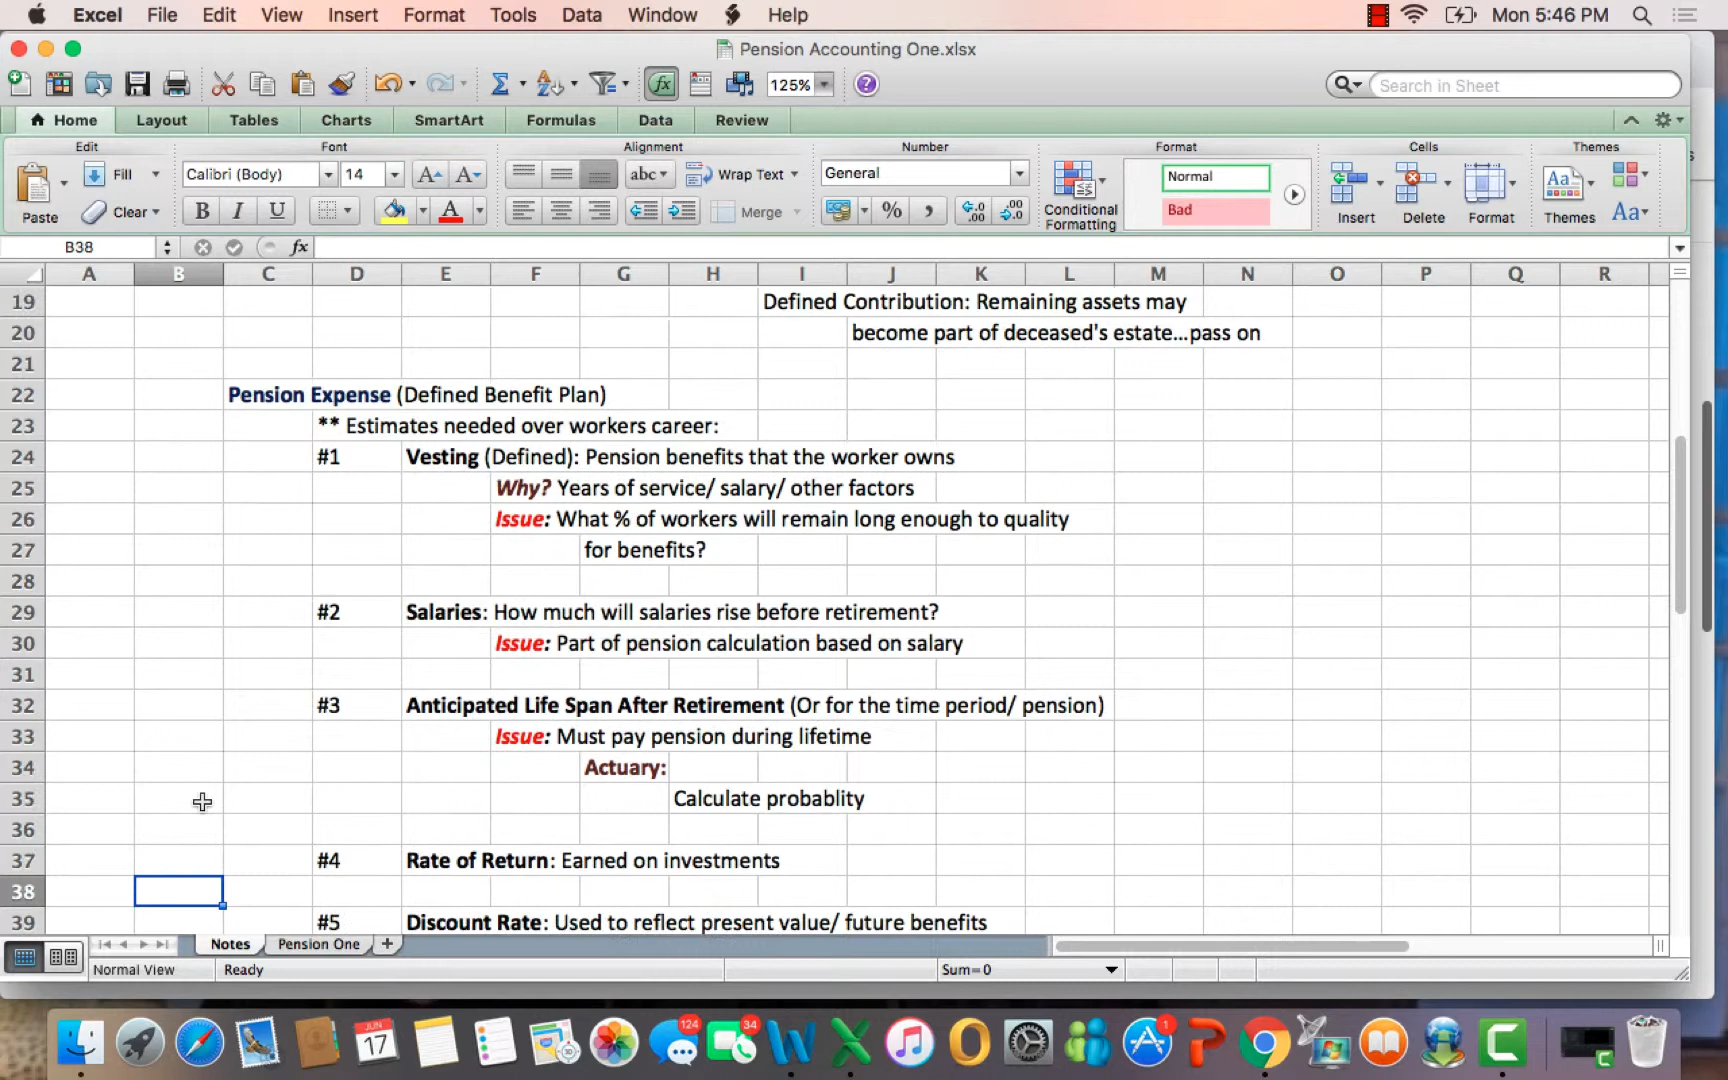 Excel File Edit View Insert Format Tools Data Window Help Mon 5:46 PM
Pension Accounting One.xlsx
125% Search in Sheet
Home Layout Tables Charts SmartArt Formulas Data Review
Edit Font Alignment Number Format Cells Themes
Fill Calibri (Body) 14 abc Wrap Text General Normal
Paste Clear B I U Merge % Conditional Formatting Bad Insert Delete Format Themes Aa
B38 fx
A B C D E F G H I J K L M N O P Q R
19 Defined Contribution: Remaining assets may
20 become part of deceased's estate...pass on
21
22 Pension Expense (Defined Benefit Plan)
23 ** Estimates needed over workers career:
24 #1 Vesting (Defined): Pension benefits that the worker owns
25 Why? Years of service/ salary/ other factors
26 Issue: What % of workers will remain long enough to quality
27 for benefits?
28
29 #2 Salaries: How much will salaries rise before retirement?
30 Issue: Part of pension calculation based on salary
31
32 #3 Anticipated Life Span After Retirement (Or for the time period/ pension)
33 Issue: Must pay pension during lifetime
34 Actuary:
35 Calculate probablity
36
37 #4 Rate of Return: Earned on investments
38
39 #5 Discount Rate: Used to reflect present value/ future benefits
Notes Pension One
Normal View Ready Sum=0
JUN 17 124 34 1